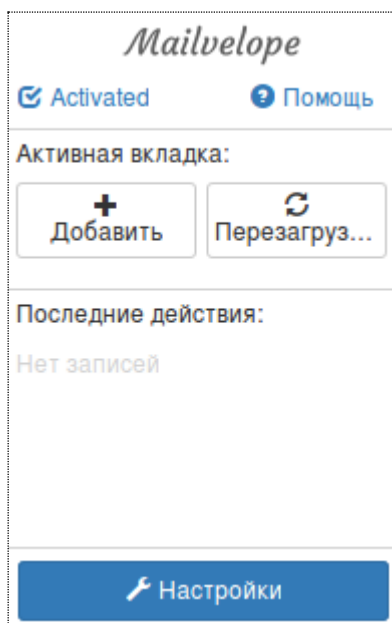 Mailvelope
Activated Помощь
Активная вкладка:
Добавить Перезагруз...
Последние действия:
Нет записей
Настройки